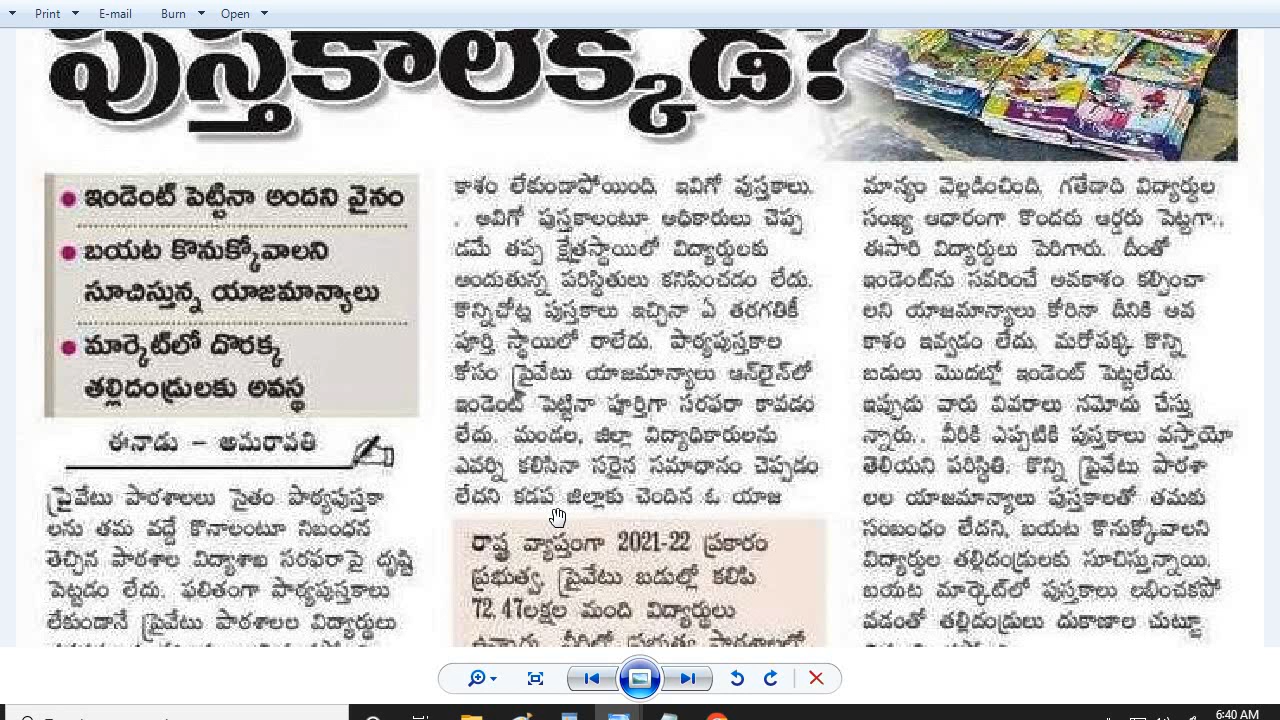 Print E-mail Burn Open
పుస్తకాలెక్కడ?
ఇండెంట్ పెట్టినా అందని వైనం
బయట కొనుక్కోవాలని
సూచిస్తున్న యాజమాన్యాలు
మార్కెట్‌లో దొరక్క
తల్లిదండ్రులకు అవస్థ
ఈనాడు - అమరావతి
ప్రైవేటు పాఠశాలలు సైతం పాఠ్యపుస్తకా
లను తమ వద్దే కొనాలంటూ నిబంధన
తెచ్చిన పాఠశాల విద్యాశాఖ సరఫరాపై దృష్టి
పెట్టడం లేదు. ఫలితంగా పాఠ్యపుస్తకాలు
లేకుండానే ప్రైవేటు పాఠశాలల విద్యార్థులు
కాశం లేకుండాపోయింది. ఇవిగో పుస్తకాలు.
. అవిగో పుస్తకాలంటూ అధికారులు చెప్ప
డమే తప్ప క్షేత్రస్థాయిలో విద్యార్థులకు
అందుతున్న పరిస్థితులు కనిపించడం లేదు.
కొన్నిచోట్ల పుస్తకాలు ఇచ్చినా ఏ తరగతికీ
పూర్తి స్థాయిలో రాలేదు. పాఠ్యపుస్తకాల
కోసం ప్రైవేటు యాజమాన్యాలు ఆన్‌లైన్‌లో
ఇండెంట్ పెట్టినా పూర్తిగా సరఫరా కావడం
లేదు. మండల, జిల్లా విద్యాధికారులను
ఎవర్ని కలిసినా సరైన సమాధానం చెప్పడం
లేదని కడప జిల్లాకు చెందిన ఓ యాజ
రాష్ట్ర వ్యాప్తంగా 2021-22 ప్రకారం
ప్రభుత్వ, ప్రైవేటు బడుల్లో కలిపి
72.47లక్షల మంది విద్యార్థులు
ఉన్నారు. వీరిలో ప్రభుత్వ పాఠశాలల్లో
మాన్యం వెల్లడించింది. గతేడాది విద్యార్థుల
సంఖ్య ఆధారంగా కొందరు ఆర్డరు పెట్టగా..
ఈసారి విద్యార్థులు పెరిగారు. దీంతో
ఇండెంట్‌ను సవరించే అవకాశం కల్పించా
లని యాజమాన్యాలు కోరినా దీనికి అవ
కాశం ఇవ్వడం లేదు. మరోవక్క కొన్ని
బడులు మొదట్లో ఇండెంట్ పెట్టలేదు.
ఇప్పుడు వారు వివరాలు నమోదు చేస్తు
న్నారు.. వీరికి ఎప్పటికి పుస్తకాలు వస్తాయో
తెలియని పరిస్థితి. కొన్ని ప్రైవేటు పాఠశా
లల యాజమాన్యాలు పుస్తకాలతో తమకు
సంబంధం లేదని, బయట కొనుక్కోవాలని
విద్యార్థుల తల్లిదండ్రులకు సూచిస్తున్నాయి.
బయట మార్కెట్‌లో పుస్తకాలు లభించకపో
వడంతో తల్లిదండ్రులు దుకాణాల చుట్టూ
6:40 AM